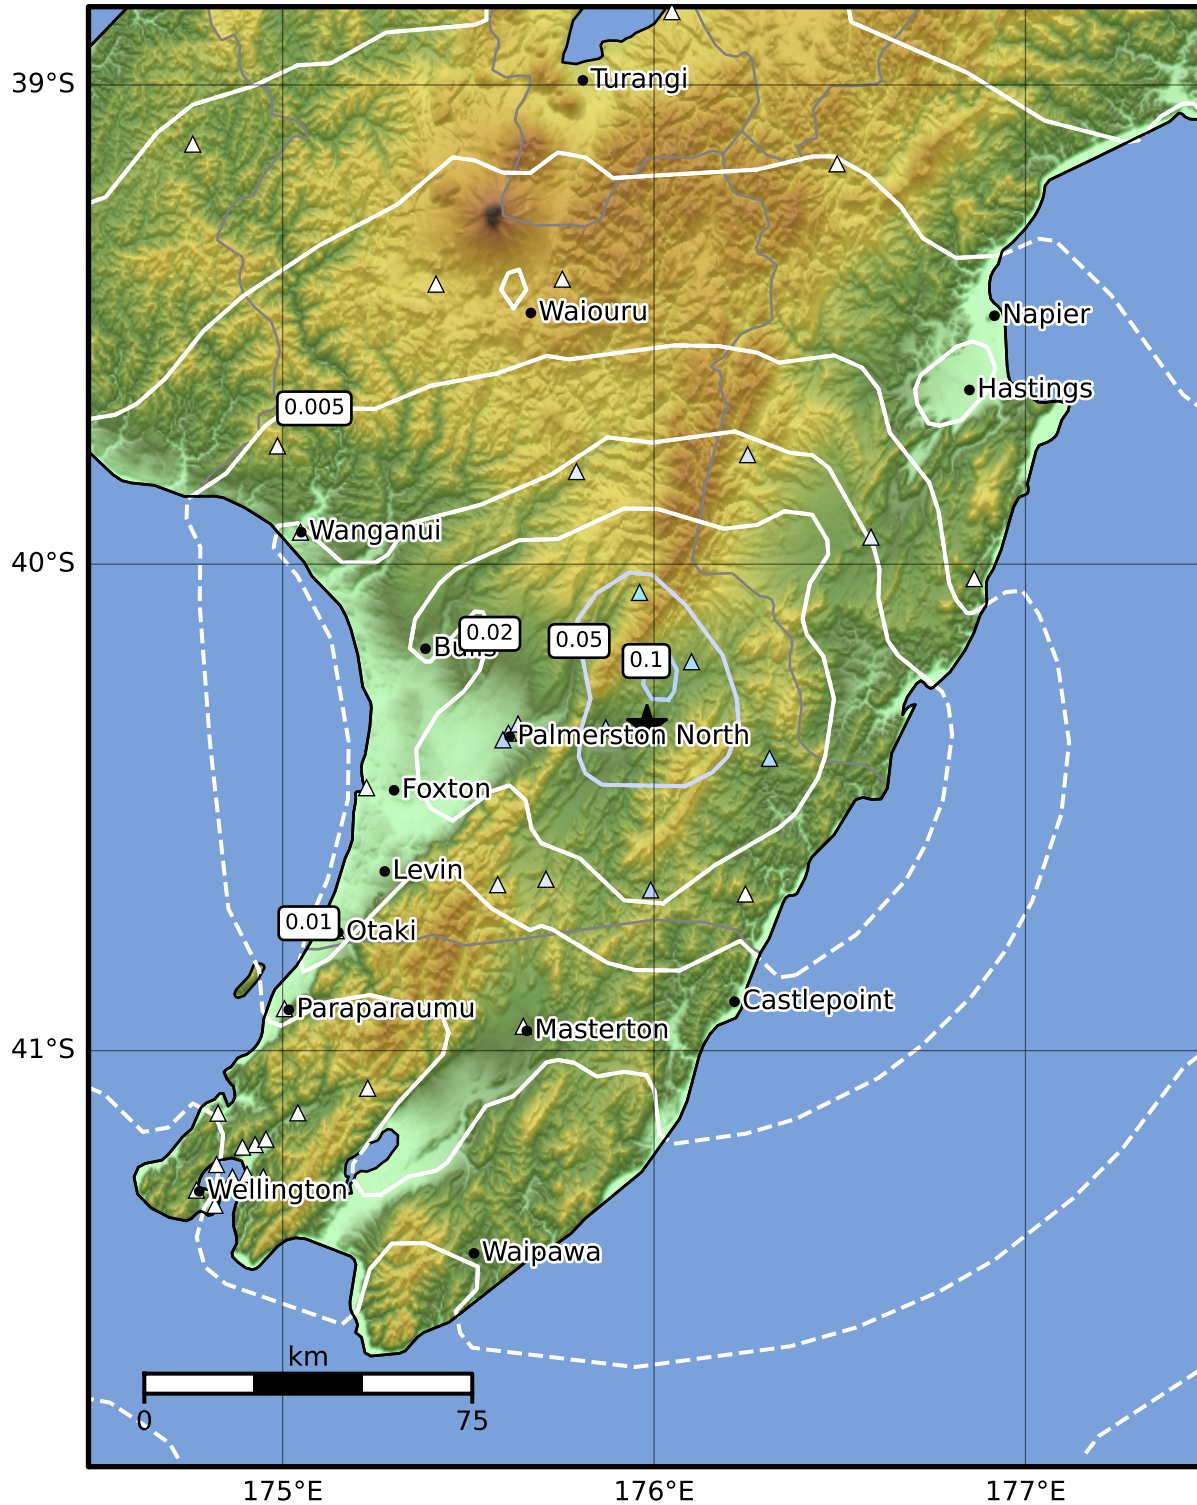 39°S
Turangi
Waiouru
Napier
Hastings
0.005
Wanganui
40°S
0.02
0.05
Bulls
0.1
Palmerston North
Foxton
Levin
0.01
Otaki
Castlepoint
Paraparaumu
Masterton
41°S
Wellington
Waipawa
km
0
75
175°E
176°E
177°E